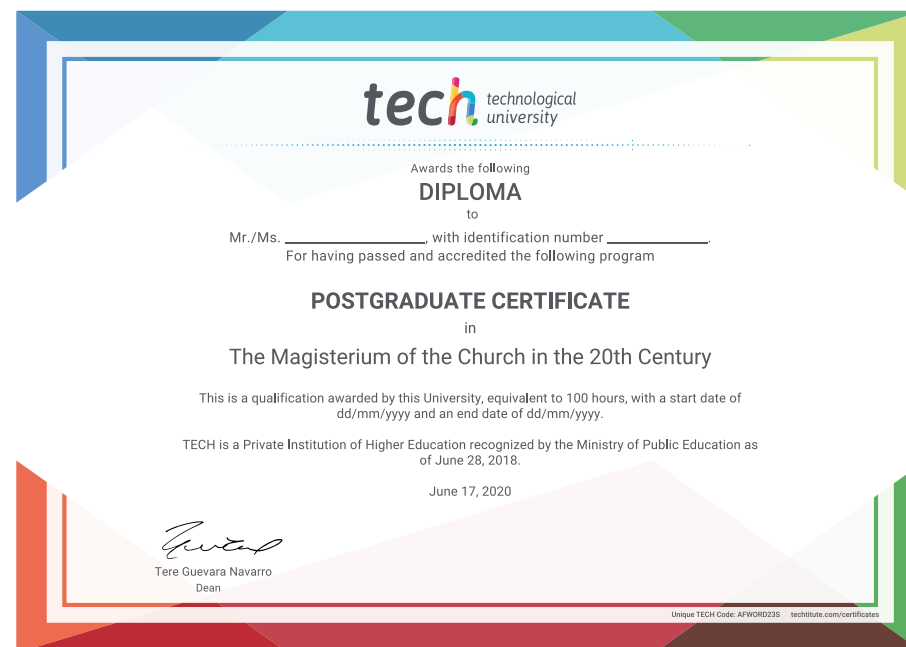 tech technological
university
Awards the following
DIPLOMA
to
Mr./Ms. ____________, with identification number ____________.
For having passed and accredited the following program
POSTGRADUATE CERTIFICATE
in
The Magisterium of the Church in the 20th Century
This is a qualification awarded by this University, equivalent to 100 hours, with a start date of
dd/mm/yyyy and an end date of dd/mm/yyyy.
TECH is a Private Institution of Higher Education recognized by the Ministry of Public Education as
of June 28, 2018.
June 17, 2020
Tere Guevara Navarro
Dean
Unique TECH Code: AFWORD23S techtitute.com/certificates